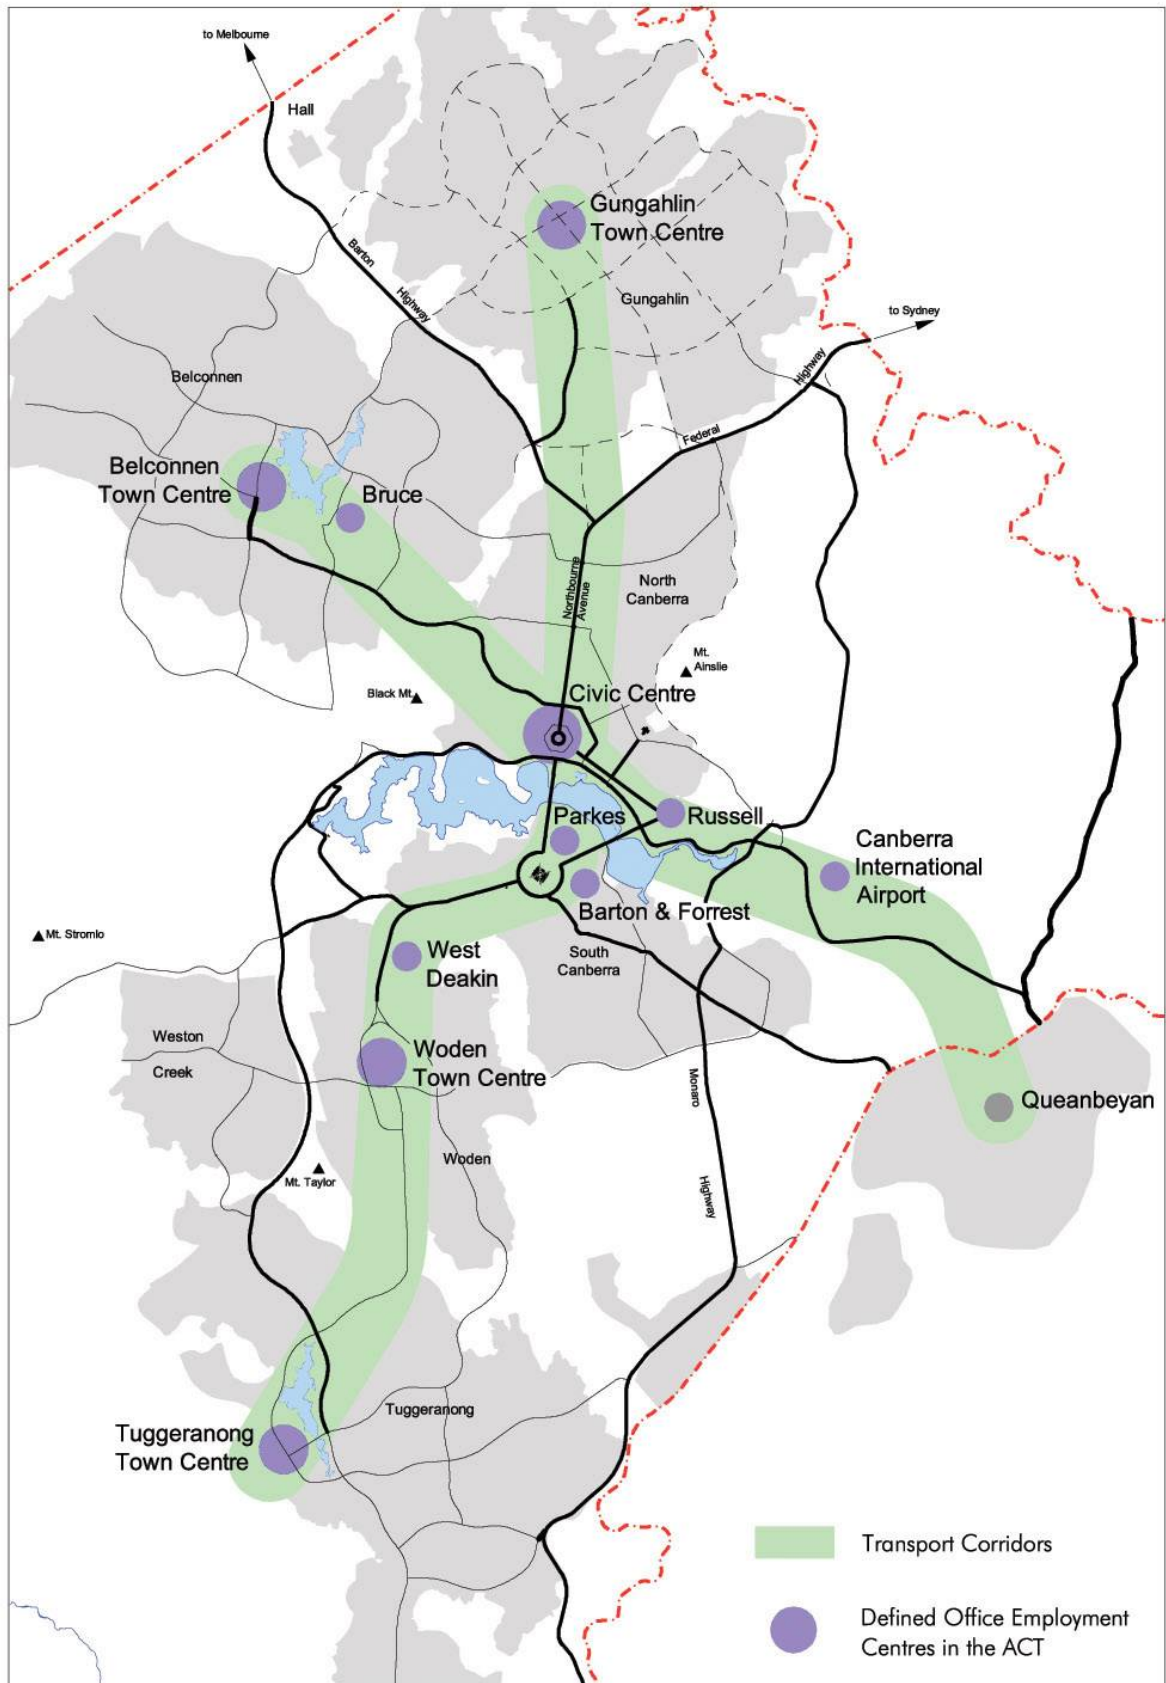 to Melbourne
Hall
Gungahlin
Town Centre
Barton
Highway
Gungahlin
to Sydney
Highway
Federal
Belconnen
Belconnen
Town Centre
Bruce
Northbourne
Avenue
North
Canberra
Mt.
Ainslie
Black Mt.
Civic Centre
Parkes
Russell
Canberra
International
Airport
Barton & Forrest
Mt. Stromlo
West
Deakin
South
Canberra
Weston
Creek
Woden
Town Centre
Monaro
Highway
Queanbeyan
Woden
Mt. Taylor
Tuggeranong
Tuggeranong
Town Centre
Transport Corridors
Defined Office Employment
Centres in the ACT